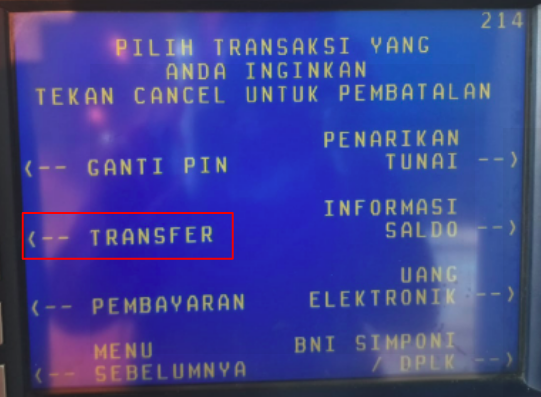 214
PILIH TRANSAKSI YANG
ANDA INGINKAN
TEKAN CANCEL UNTUK PEMBATALAN
PENARIKAN
<-- GANTI PIN TUNAI -->
INFORMASI
<-- TRANSFER SALDO -->
UANG
<-- PEMBAYARAN ELEKTRONIK -->
MENU BNI SIMPONI
<-- SEBELUMNYA / DPLK -->